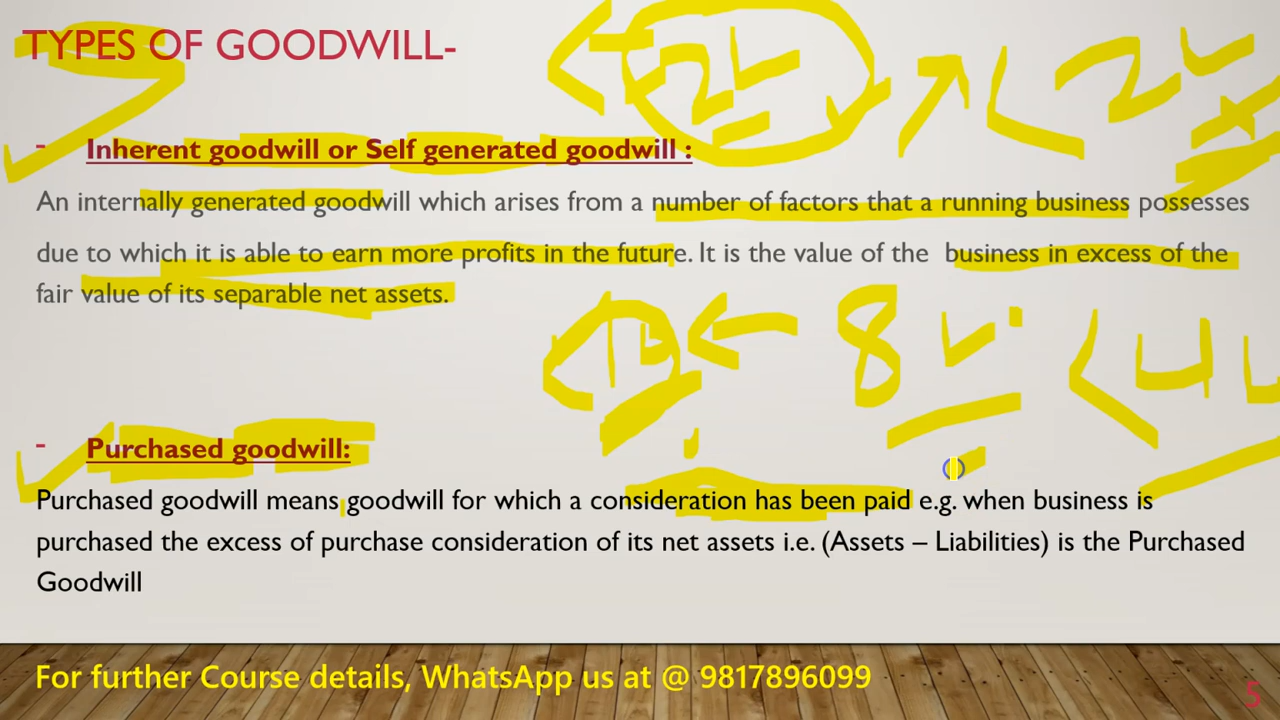 TYPES OF GOODWILL-
2L
2L
- Inherent goodwill or Self generated goodwill :
An internally generated goodwill which arises from a number of factors that a running business possesses
due to which it is able to earn more profits in the future. It is the value of the business in excess of the
fair value of its separable net assets.
8 L
4L
- Purchased goodwill:
Purchased goodwill means goodwill for which a consideration has been paid e.g. when business is
purchased the excess of purchase consideration of its net assets i.e. (Assets – Liabilities) is the Purchased
Goodwill
For further Course details, WhatsApp us at @ 9817896099
5